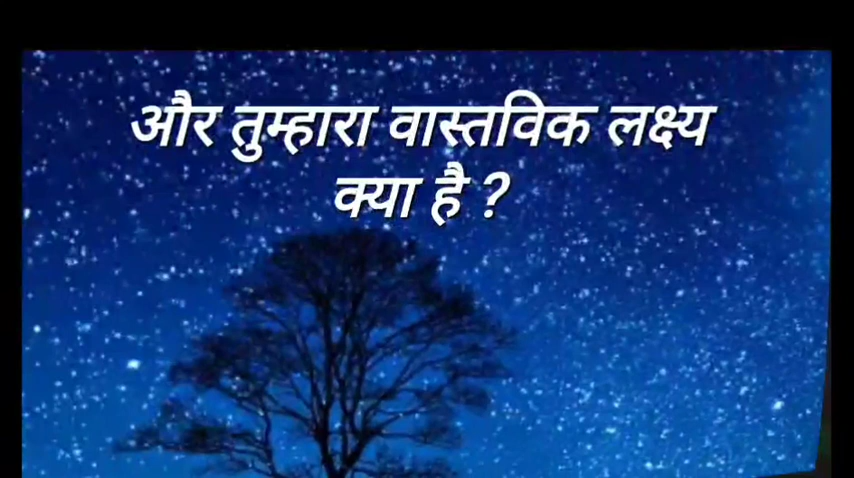 और तुम्हारा वास्तविक लक्ष्य
क्या है ?